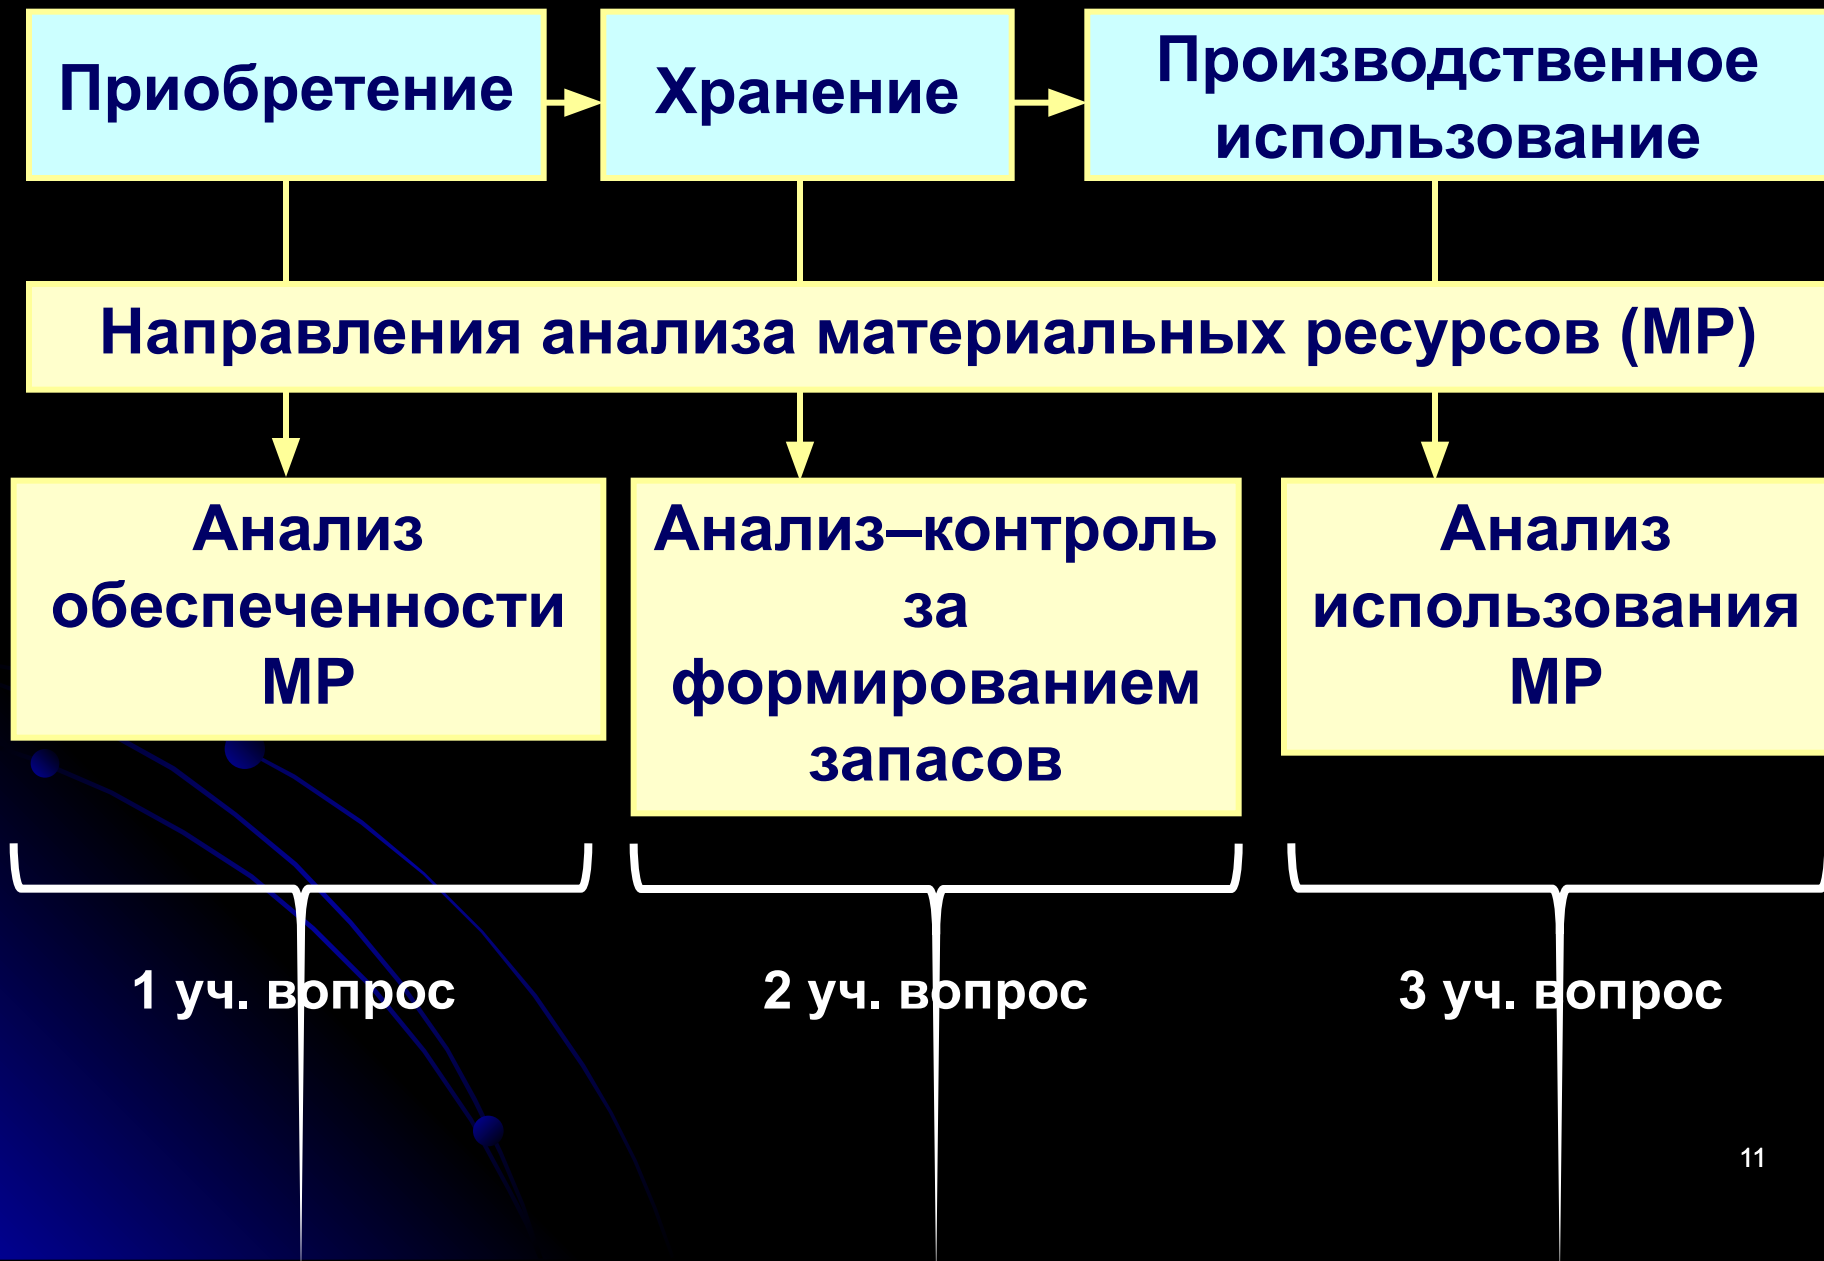 Приобретение
Хранение
Производственное
использование
Направления анализа материальных ресурсов (МР)
Анализ
обеспеченности
МР
Анализ–контроль
за
формированием
запасов
Анализ
использования
МР
1 уч. вопрос
2 уч. вопрос
3 уч. вопрос
11